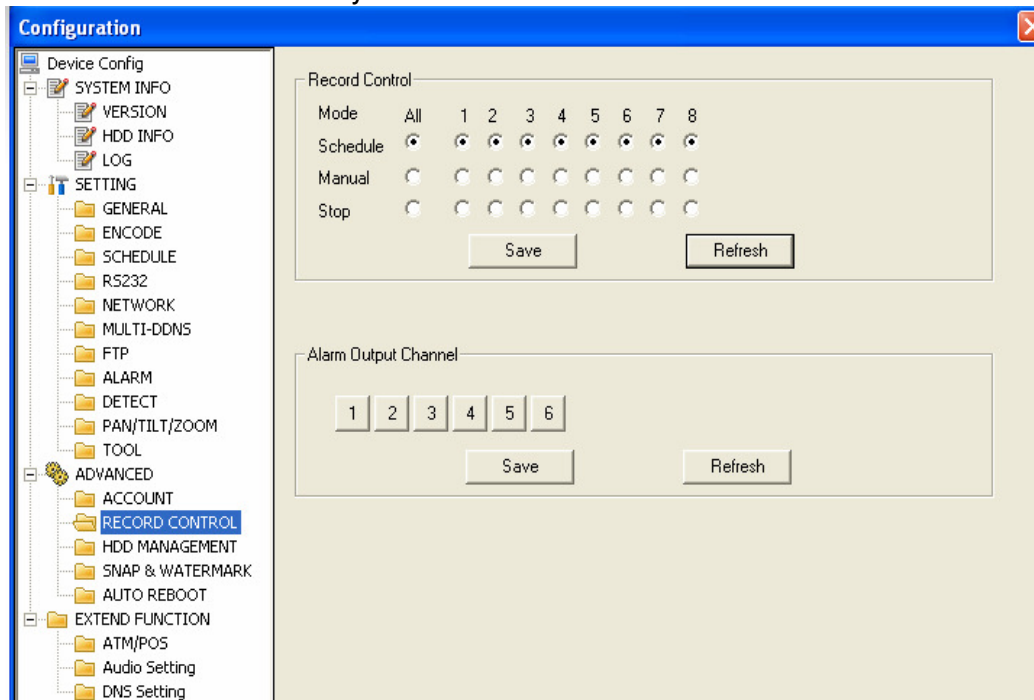 Configuration
Device Config
SYSTEM INFO
VERSION
HDD INFO
LOG
SETTING
GENERAL
ENCODE
SCHEDULE
RS232
NETWORK
MULTI-DDNS
FTP
ALARM
DETECT
PAN/TILT/ZOOM
TOOL
ADVANCED
ACCOUNT
RECORD CONTROL
HDD MANAGEMENT
SNAP & WATERMARK
AUTO REBOOT
EXTEND FUNCTION
ATM/POS
Audio Setting
DNS Setting
Record Control
Mode All 1 2 3 4 5 6 7 8
Schedule
Manual
Stop
Save Refresh
Alarm Output Channel
1 2 3 4 5 6
Save Refresh